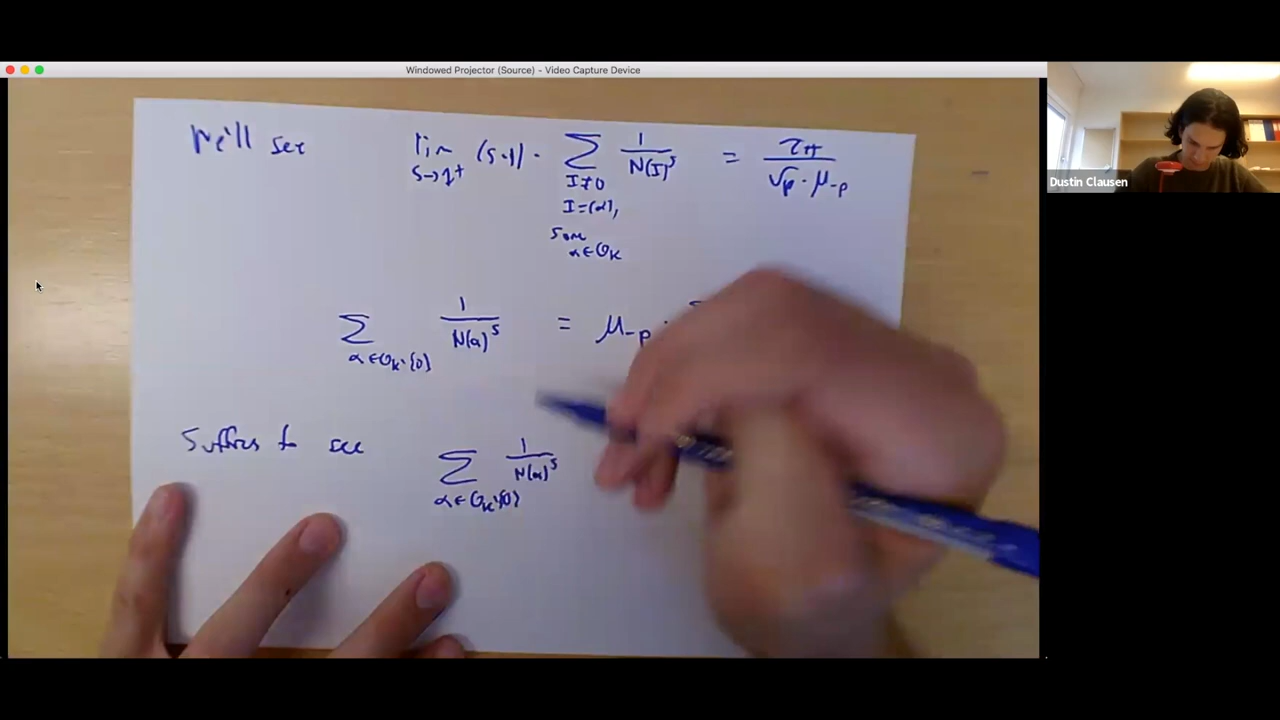 Windowed Projector (Source) - Video Capture Device
Dustin Clausen
We'll see lim (s-1) · Σ 1/N(I)^s = 2π/(√p · μ_-p)
s→1+ I≠0
I=(α),
some
α∈O_K
Σ 1/N(α)^s = μ_-p ·
α∈O_K∖{0}
Suffices to see Σ 1/N(α)^s
α∈O_K∖{0}